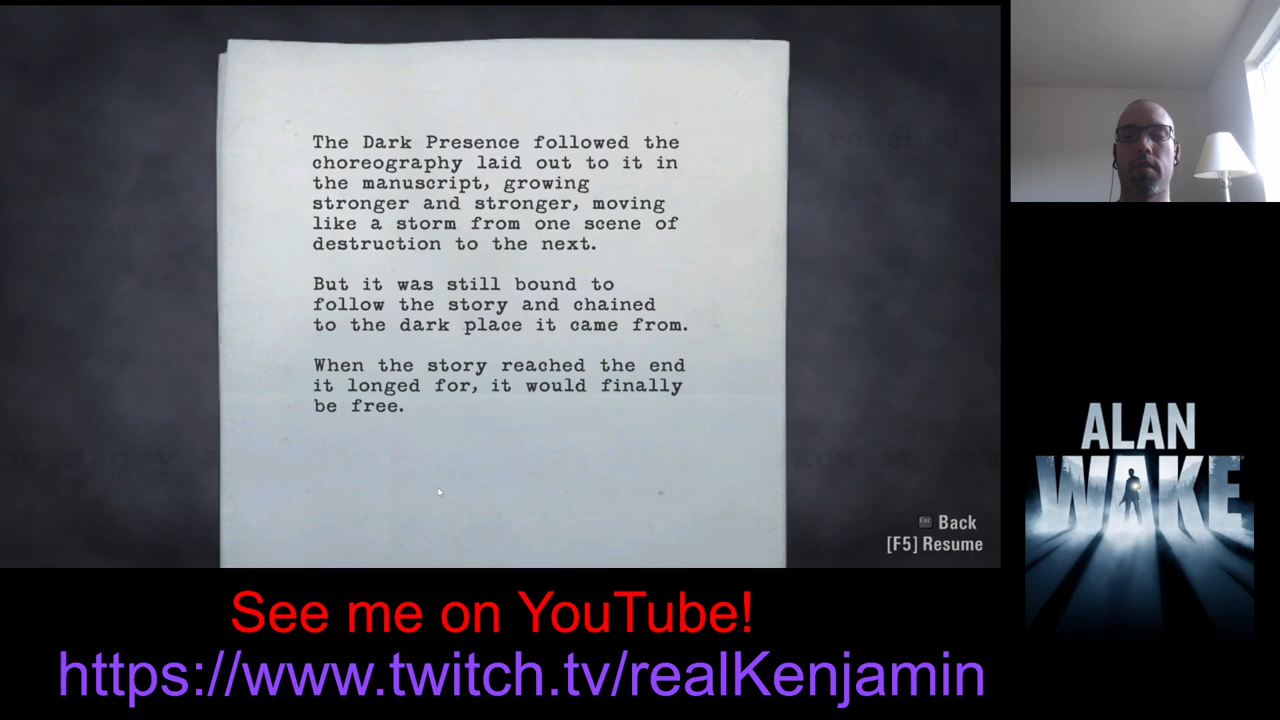 The Dark Presence followed the
choreography laid out to it in
the manuscript, growing
stronger and stronger, moving
like a storm from one scene of
destruction to the next.
But it was still bound to
follow the story and chained
to the dark place it came from.
When the story reached the end
it longed for, it would finally
be free.
Esc Back
[F5] Resume
ALAN
WAKE
See me on YouTube!
https://www.twitch.tv/realKenjamin